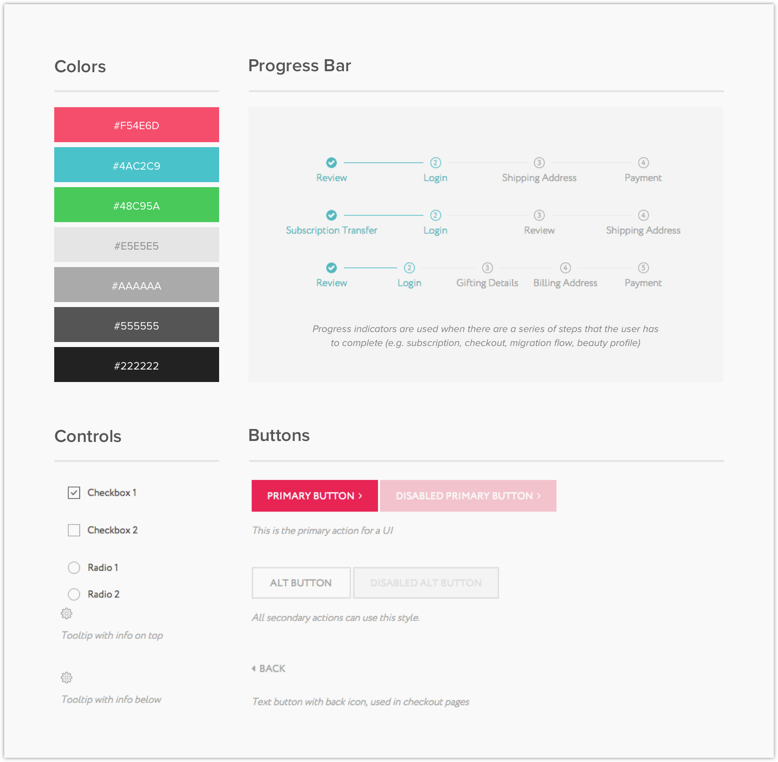 Colors
#F54E6D
#4AC2C9
#48C95A
#E5E5E5
#AAAAAA
#555555
#222222
Progress Bar
2 3 4
Review Login Shipping Address Payment
2 3 4
Subscription Transfer Login Review Shipping Address
2 3 4 5
Review Login Gifting Details Billing Address Payment
Progress indicators are used when there are a series of steps that the user has
to complete (e.g. subscription, checkout, migration flow, beauty profile)
Controls
Checkbox 1
Checkbox 2
Radio 1
Radio 2
Tooltip with info on top
Tooltip with info below
Buttons
PRIMARY BUTTON › DISABLED PRIMARY BUTTON ›
This is the primary action for a UI
ALT BUTTON DISABLED ALT BUTTON
All secondary actions can use this style.
BACK
Text button with back icon, used in checkout pages